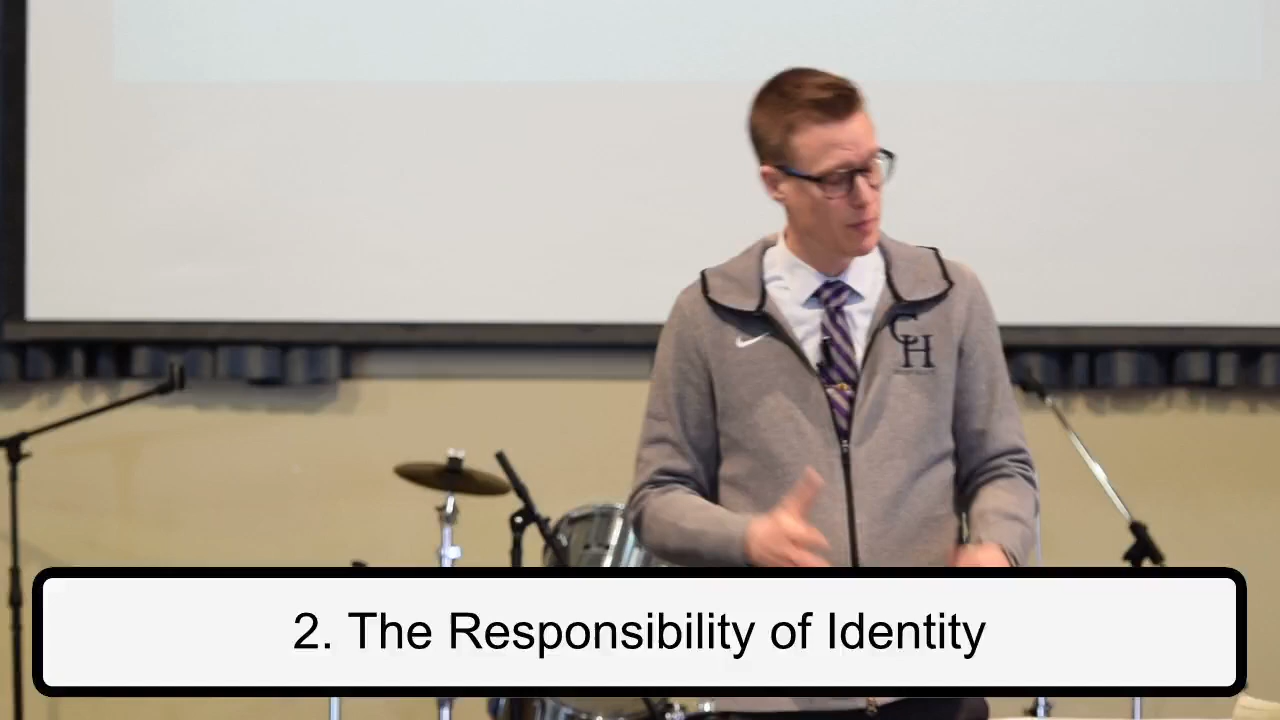 CH
2. The Responsibility of Identity